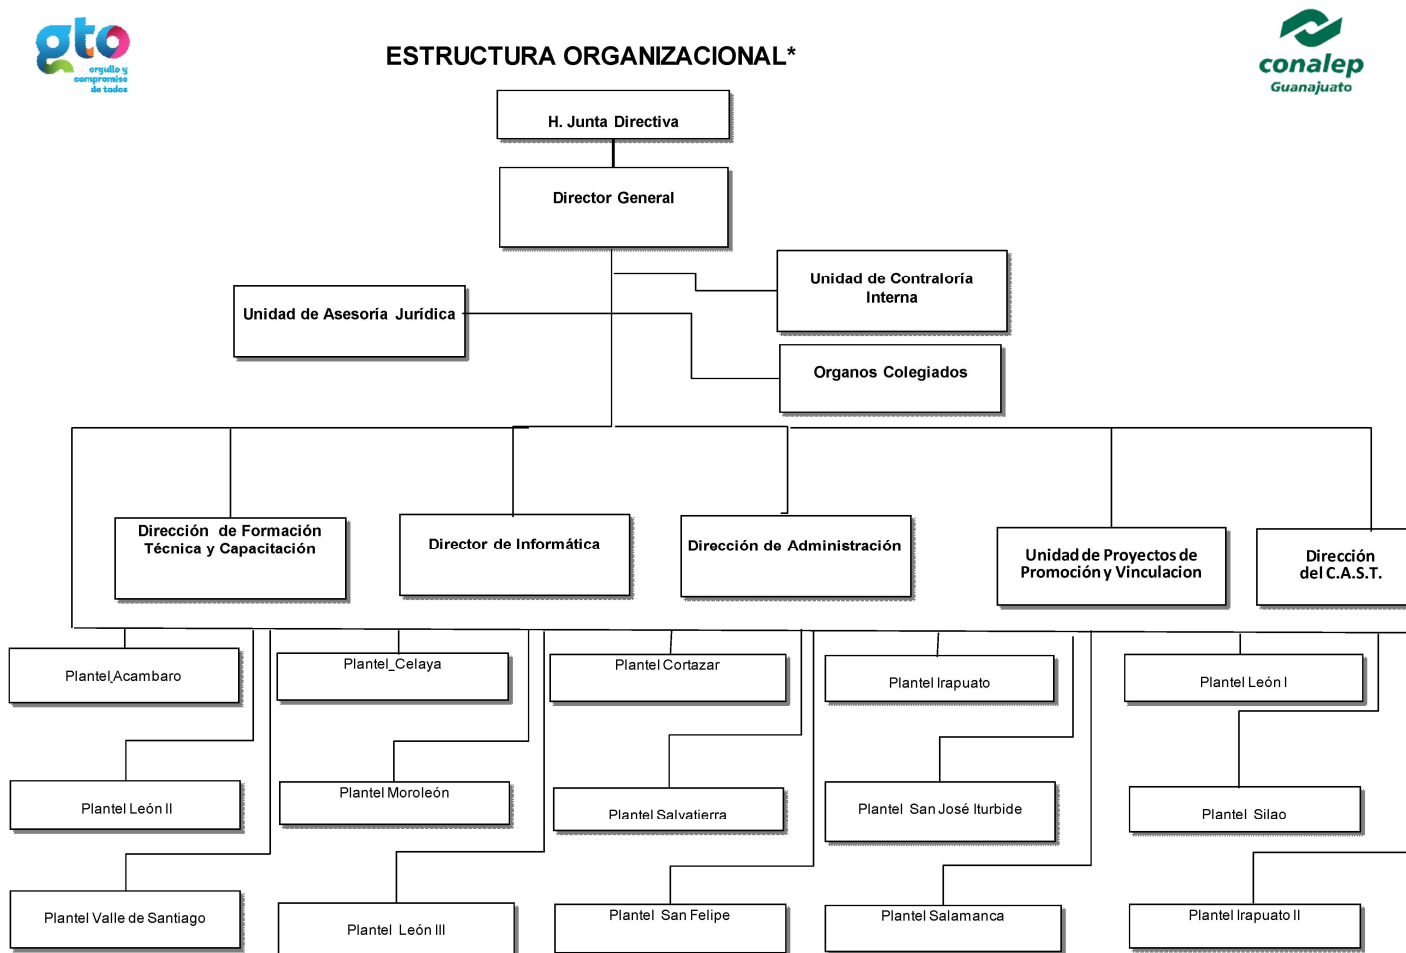 gto
orgullo y
compromiso
de todos
ESTRUCTURA ORGANIZACIONAL*
conalep
Guanajuato
H. Junta Directiva
Director General
Unidad de Contraloría
Interna
Unidad de Asesoría Jurídica
Organos Colegiados
Dirección de Formación
Técnica y Capacitación
Director de Informática
Dirección de Administración
Unidad de Proyectos de
Promoción y Vinculacion
Dirección
del C.A.S.T.
Plantel Acambaro
Plantel Celaya
Plantel Cortazar
Plantel Irapuato
Plantel León I
Plantel León II
Plantel Moroleón
Plantel Salvatierra
Plantel San José Iturbide
Plantel Silao
Plantel Valle de Santiago
Plantel León III
Plantel San Felipe
Plantel Salamanca
Plantel Irapuato II